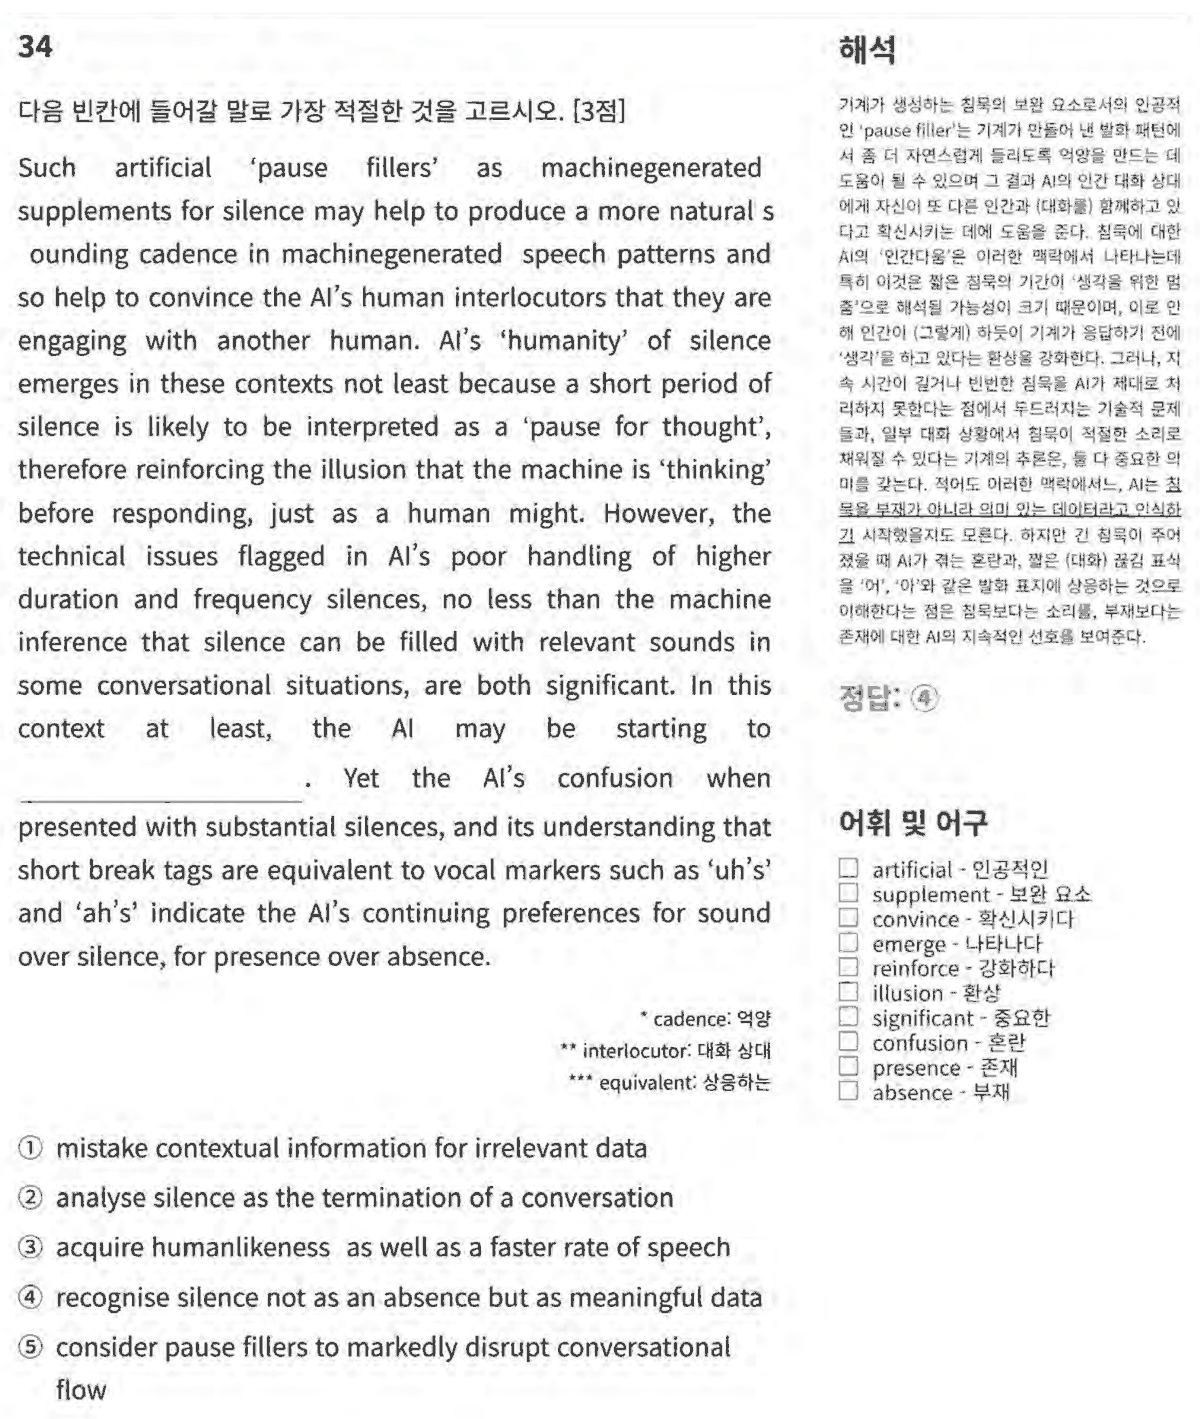 34
다음 빈칸에 들어갈 말로 가장 적절한 것을 고르시오. [3점]
Such artificial ‘pause fillers’ as machinegenerated
supplements for silence may help to produce a more natural s
ounding cadence in machinegenerated speech patterns and
so help to convince the AI’s human interlocutors that they are
engaging with another human. AI’s ‘humanity’ of silence
emerges in these contexts not least because a short period of
silence is likely to be interpreted as a ‘pause for thought’,
therefore reinforcing the illusion that the machine is ‘thinking’
before responding, just as a human might. However, the
technical issues flagged in AI’s poor handling of higher
duration and frequency silences, no less than the machine
inference that silence can be filled with relevant sounds in
some conversational situations, are both significant. In this
context at least, the AI may be starting to
. Yet the AI’s confusion when
presented with substantial silences, and its understanding that
short break tags are equivalent to vocal markers such as ‘uh’s’
and ‘ah’s’ indicate the AI’s continuing preferences for sound
over silence, for presence over absence.
* cadence: 억양
** interlocutor: 대화 상대
*** equivalent: 상응하는
① mistake contextual information for irrelevant data
② analyse silence as the termination of a conversation
③ acquire humanlikeness as well as a faster rate of speech
④ recognise silence not as an absence but as meaningful data
⑤ consider pause fillers to markedly disrupt conversational
flow
해석
기계가 생성하는 침묵의 보완 요소로서의 인공적
인 ‘pause filler’는 기계가 만들어 낸 발화 패턴에
서 좀 더 자연스럽게 들리도록 억양을 만드는 데
도움이 될 수 있으며 그 결과 AI의 인간 대화 상대
에게 자신이 또 다른 인간과 (대화를) 함께하고 있
다고 확신시키는 데에 도움을 준다. 침묵에 대한
AI의 ‘인간다움’은 이러한 맥락에서 나타나는데
특히 이것은 짧은 침묵의 기간이 ‘생각을 위한 멈
춤’으로 해석될 가능성이 크기 때문이며, 이로 인
해 인간이 (그렇게) 하듯이 기계가 응답하기 전에
‘생각’을 하고 있다는 환상을 강화한다. 그러나, 지
속 시간이 길거나 빈번한 침묵을 AI가 제대로 처
리하지 못한다는 점에서 두드러지는 기술적 문제
들과, 일부 대화 상황에서 침묵이 적절한 소리로
채워질 수 있다는 기계의 추론은, 둘 다 중요한 의
미를 갖는다. 적어도 이러한 맥락에서느, AI는 침
묵을 부재가 아니라 의미 있는 데이터라고 인식하
기 시작했을지도 모른다. 하지만 긴 침묵이 주어
졌을 때 AI가 겪는 혼란과, 짧은 (대화) 끊김 표식
을 ‘어’, ‘아’와 같은 발화 표지에 상응하는 것으로
이해한다는 점은 침묵보다는 소리를, 부재보다는
존재에 대한 AI의 지속적인 선호를 보여준다.
정답: ④
어휘 및 어구
□ artificial - 인공적인
□ supplement - 보완 요소
□ convince - 확신시키다
□ emerge - 나타나다
□ reinforce - 강화하다
□ illusion - 환상
□ significant - 중요한
□ confusion - 혼란
□ presence - 존재
□ absence - 부재